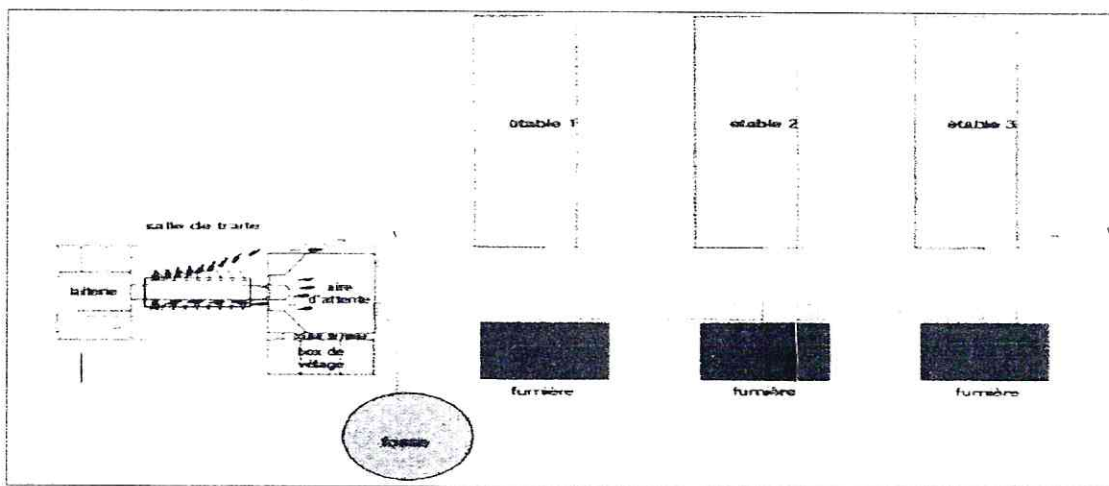 étable 1
étable 2
étable 3
salle de traite
laiterie
aire
d'attente
box de
vêlage
fumière
fumière
fumière
fosse